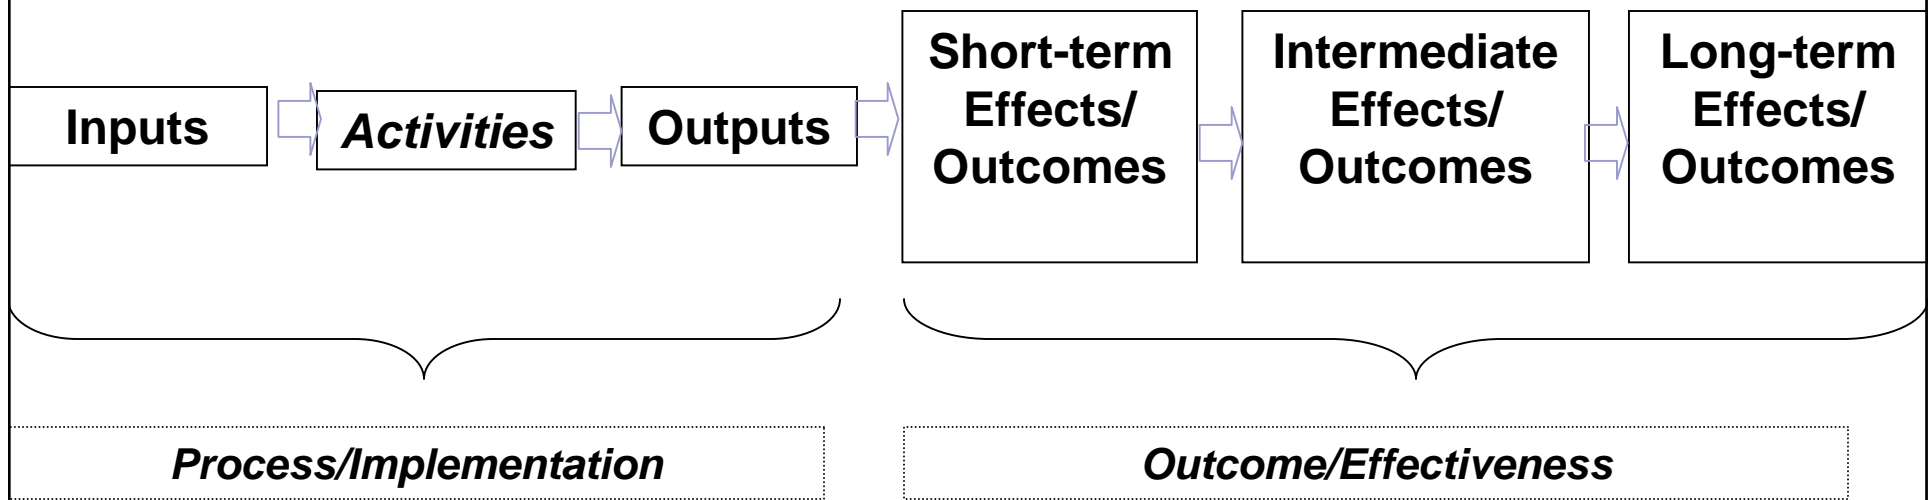 Inputs
Activities
Outputs
Short-term
Effects/
Outcomes
Intermediate
Effects/
Outcomes
Long-term
Effects/
Outcomes
Process/Implementation
Outcome/Effectiveness